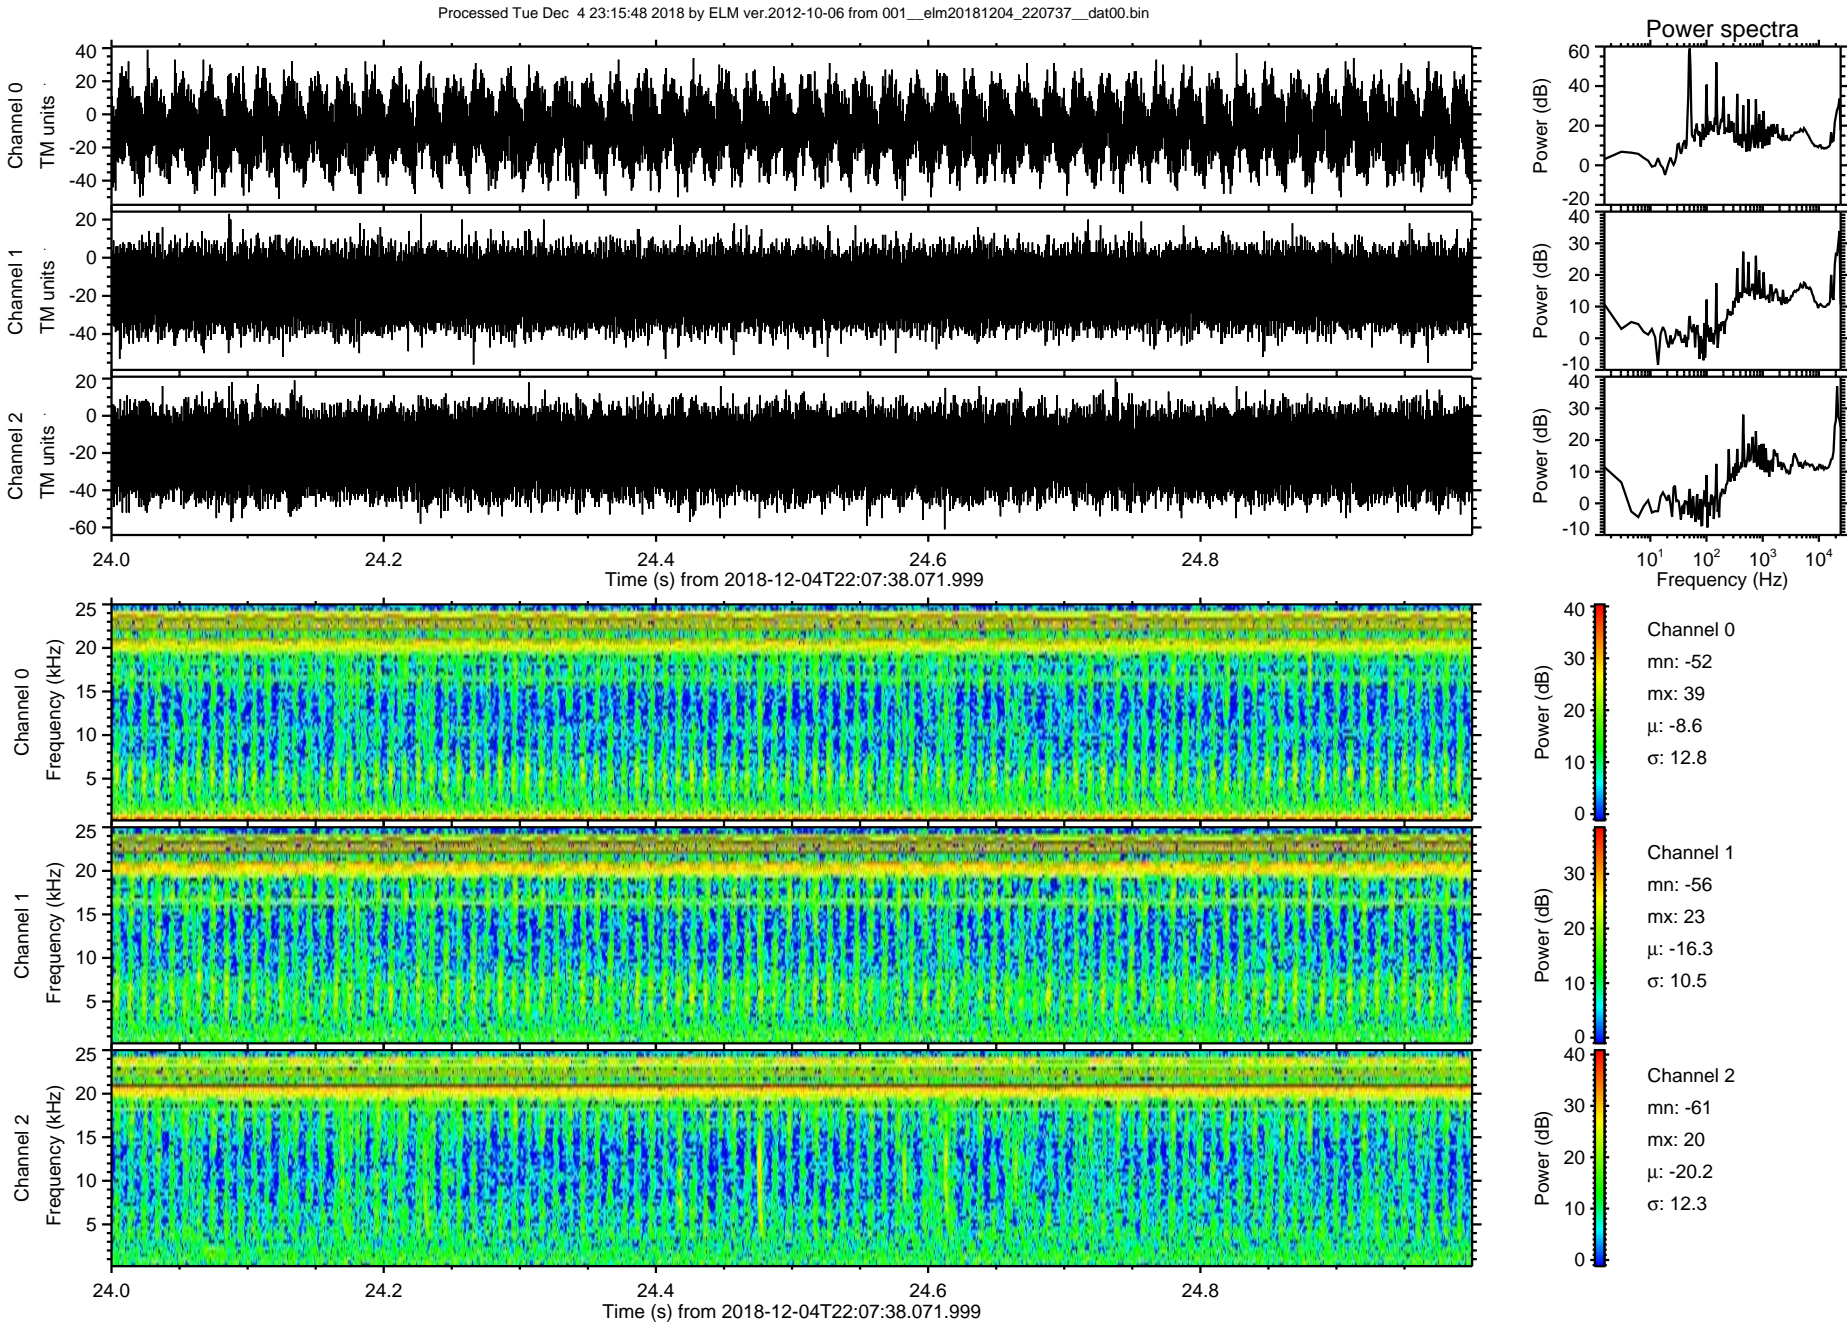 Processed Tue Dec  4 23:15:48 2018 by ELM ver.2012-10-06 from 001__elm20181204_220737__dat00.bin
Power spectra
Channel 0
TM units
40
20
0
-20
-40
Power (dB)
60
40
20
0
-20
Channel 1
TM units
20
0
-20
-40
Power (dB)
40
30
20
10
0
-10
Channel 2
TM units
20
0
-20
-40
-60
Power (dB)
40
30
20
10
0
-10
24.0 24.2 24.4 24.6 24.8
Time (s) from 2018-12-04T22:07:38.071.999
10^1 10^2 10^3 10^4
Frequency (Hz)
Channel 0
Frequency (kHz)
25
20
15
10
5
Power (dB)
40
30
20
10
0
Channel 0
mn: -52
mx: 39
μ: -8.6
σ: 12.8
Channel 1
Frequency (kHz)
25
20
15
10
5
Power (dB)
30
20
10
0
Channel 1
mn: -56
mx: 23
μ: -16.3
σ: 10.5
Channel 2
Frequency (kHz)
25
20
15
10
5
Power (dB)
40
30
20
10
0
Channel 2
mn: -61
mx: 20
μ: -20.2
σ: 12.3
24.0 24.2 24.4 24.6 24.8
Time (s) from 2018-12-04T22:07:38.071.999